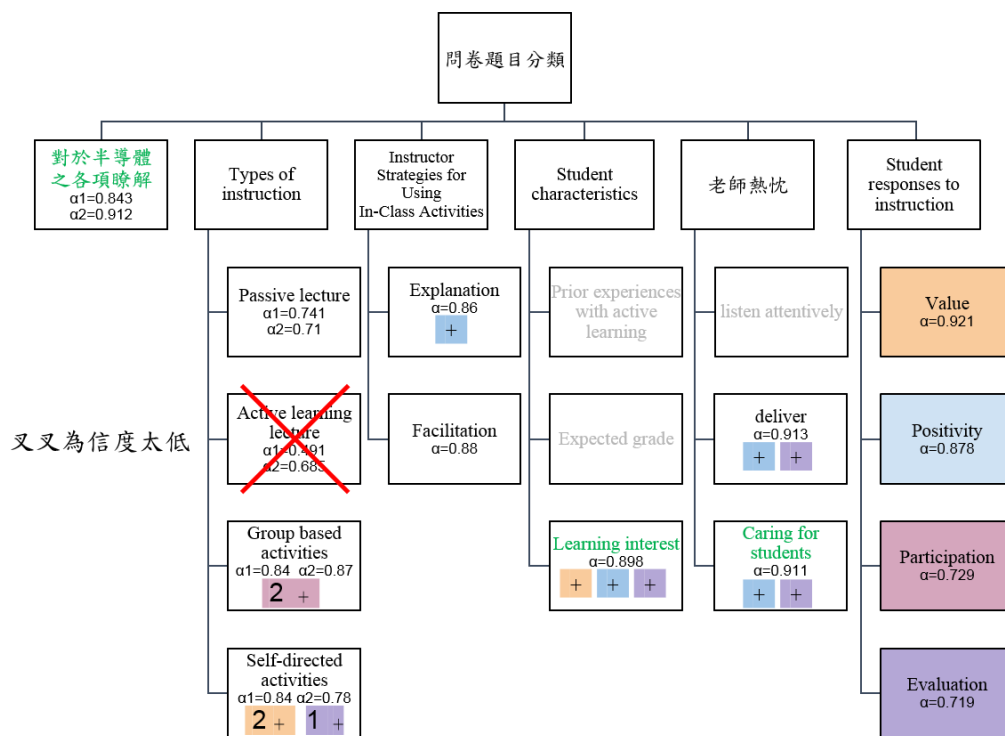 問卷題目分類
對於半導體
之各項瞭解
α1=0.843
α2=0.912
Types of
instruction
Instructor
Strategies for
Using
In-Class Activities
Student
characteristics
老師熱忱
Student
responses to
instruction
Passive lecture
α1=0.741
α2=0.71
Explanation
α=0.86
+
Prior experiences
with active
learning
listen attentively
Value
α=0.921
叉叉為信度太低
Active learning
lecture
α1=0.491
α2=0.685
Facilitation
α=0.88
Expected grade
deliver
α=0.913
+ +
Positivity
α=0.878
Group based
activities
α1=0.84 α2=0.87
2 +
Learning interest
α=0.898
+ + +
Caring for
students
α=0.911
+ +
Participation
α=0.729
Self-directed
activities
α1=0.84 α2=0.78
2 + 1 +
Evaluation
α=0.719